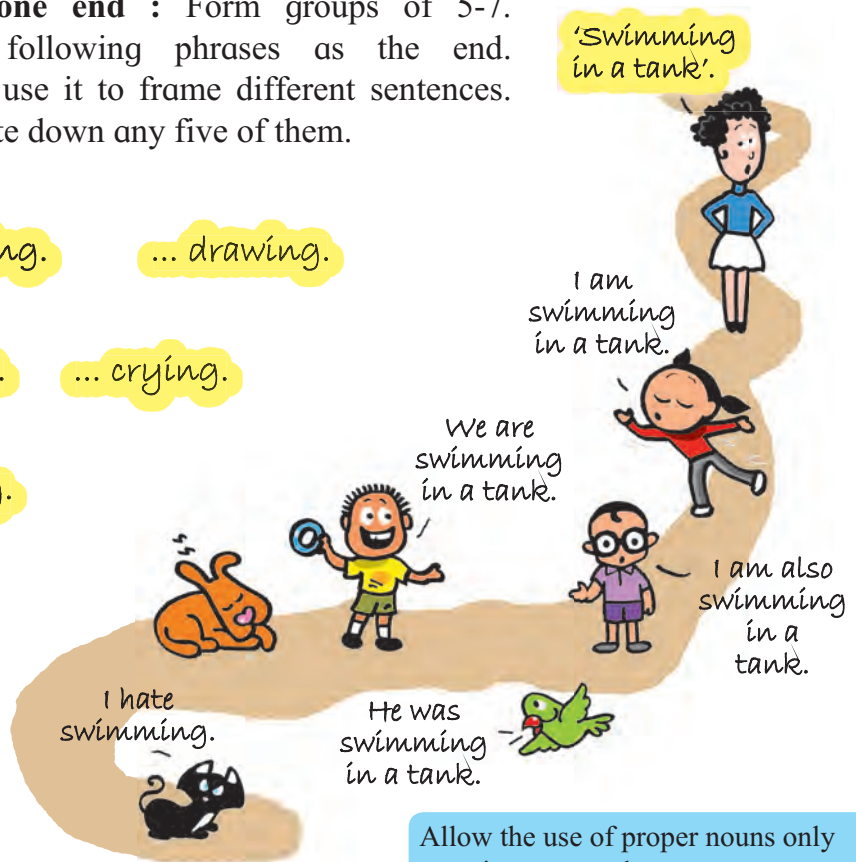 one end : Form groups of 5-7.
following phrases as the end.
use it to frame different sentences.
down any five of them.
'Swimming
in a tank'.
... drawing.
... crying.
I am
swimming
in a tank.
We are
swimming
in a tank.
I am also
swimming
in a
tank.
I hate
swimming.
He was
swimming
in a tank.
Allow the use of proper nouns only